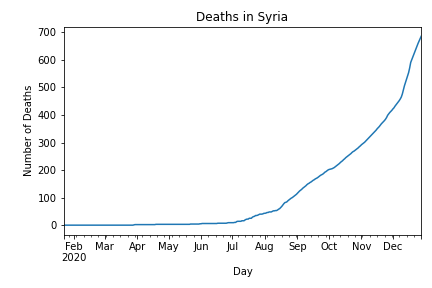 Deaths in Syria
Number of Deaths
700
600
500
400
300
200
100
0
Feb Mar Apr May Jun Jul Aug Sep Oct Nov Dec
2020
Day